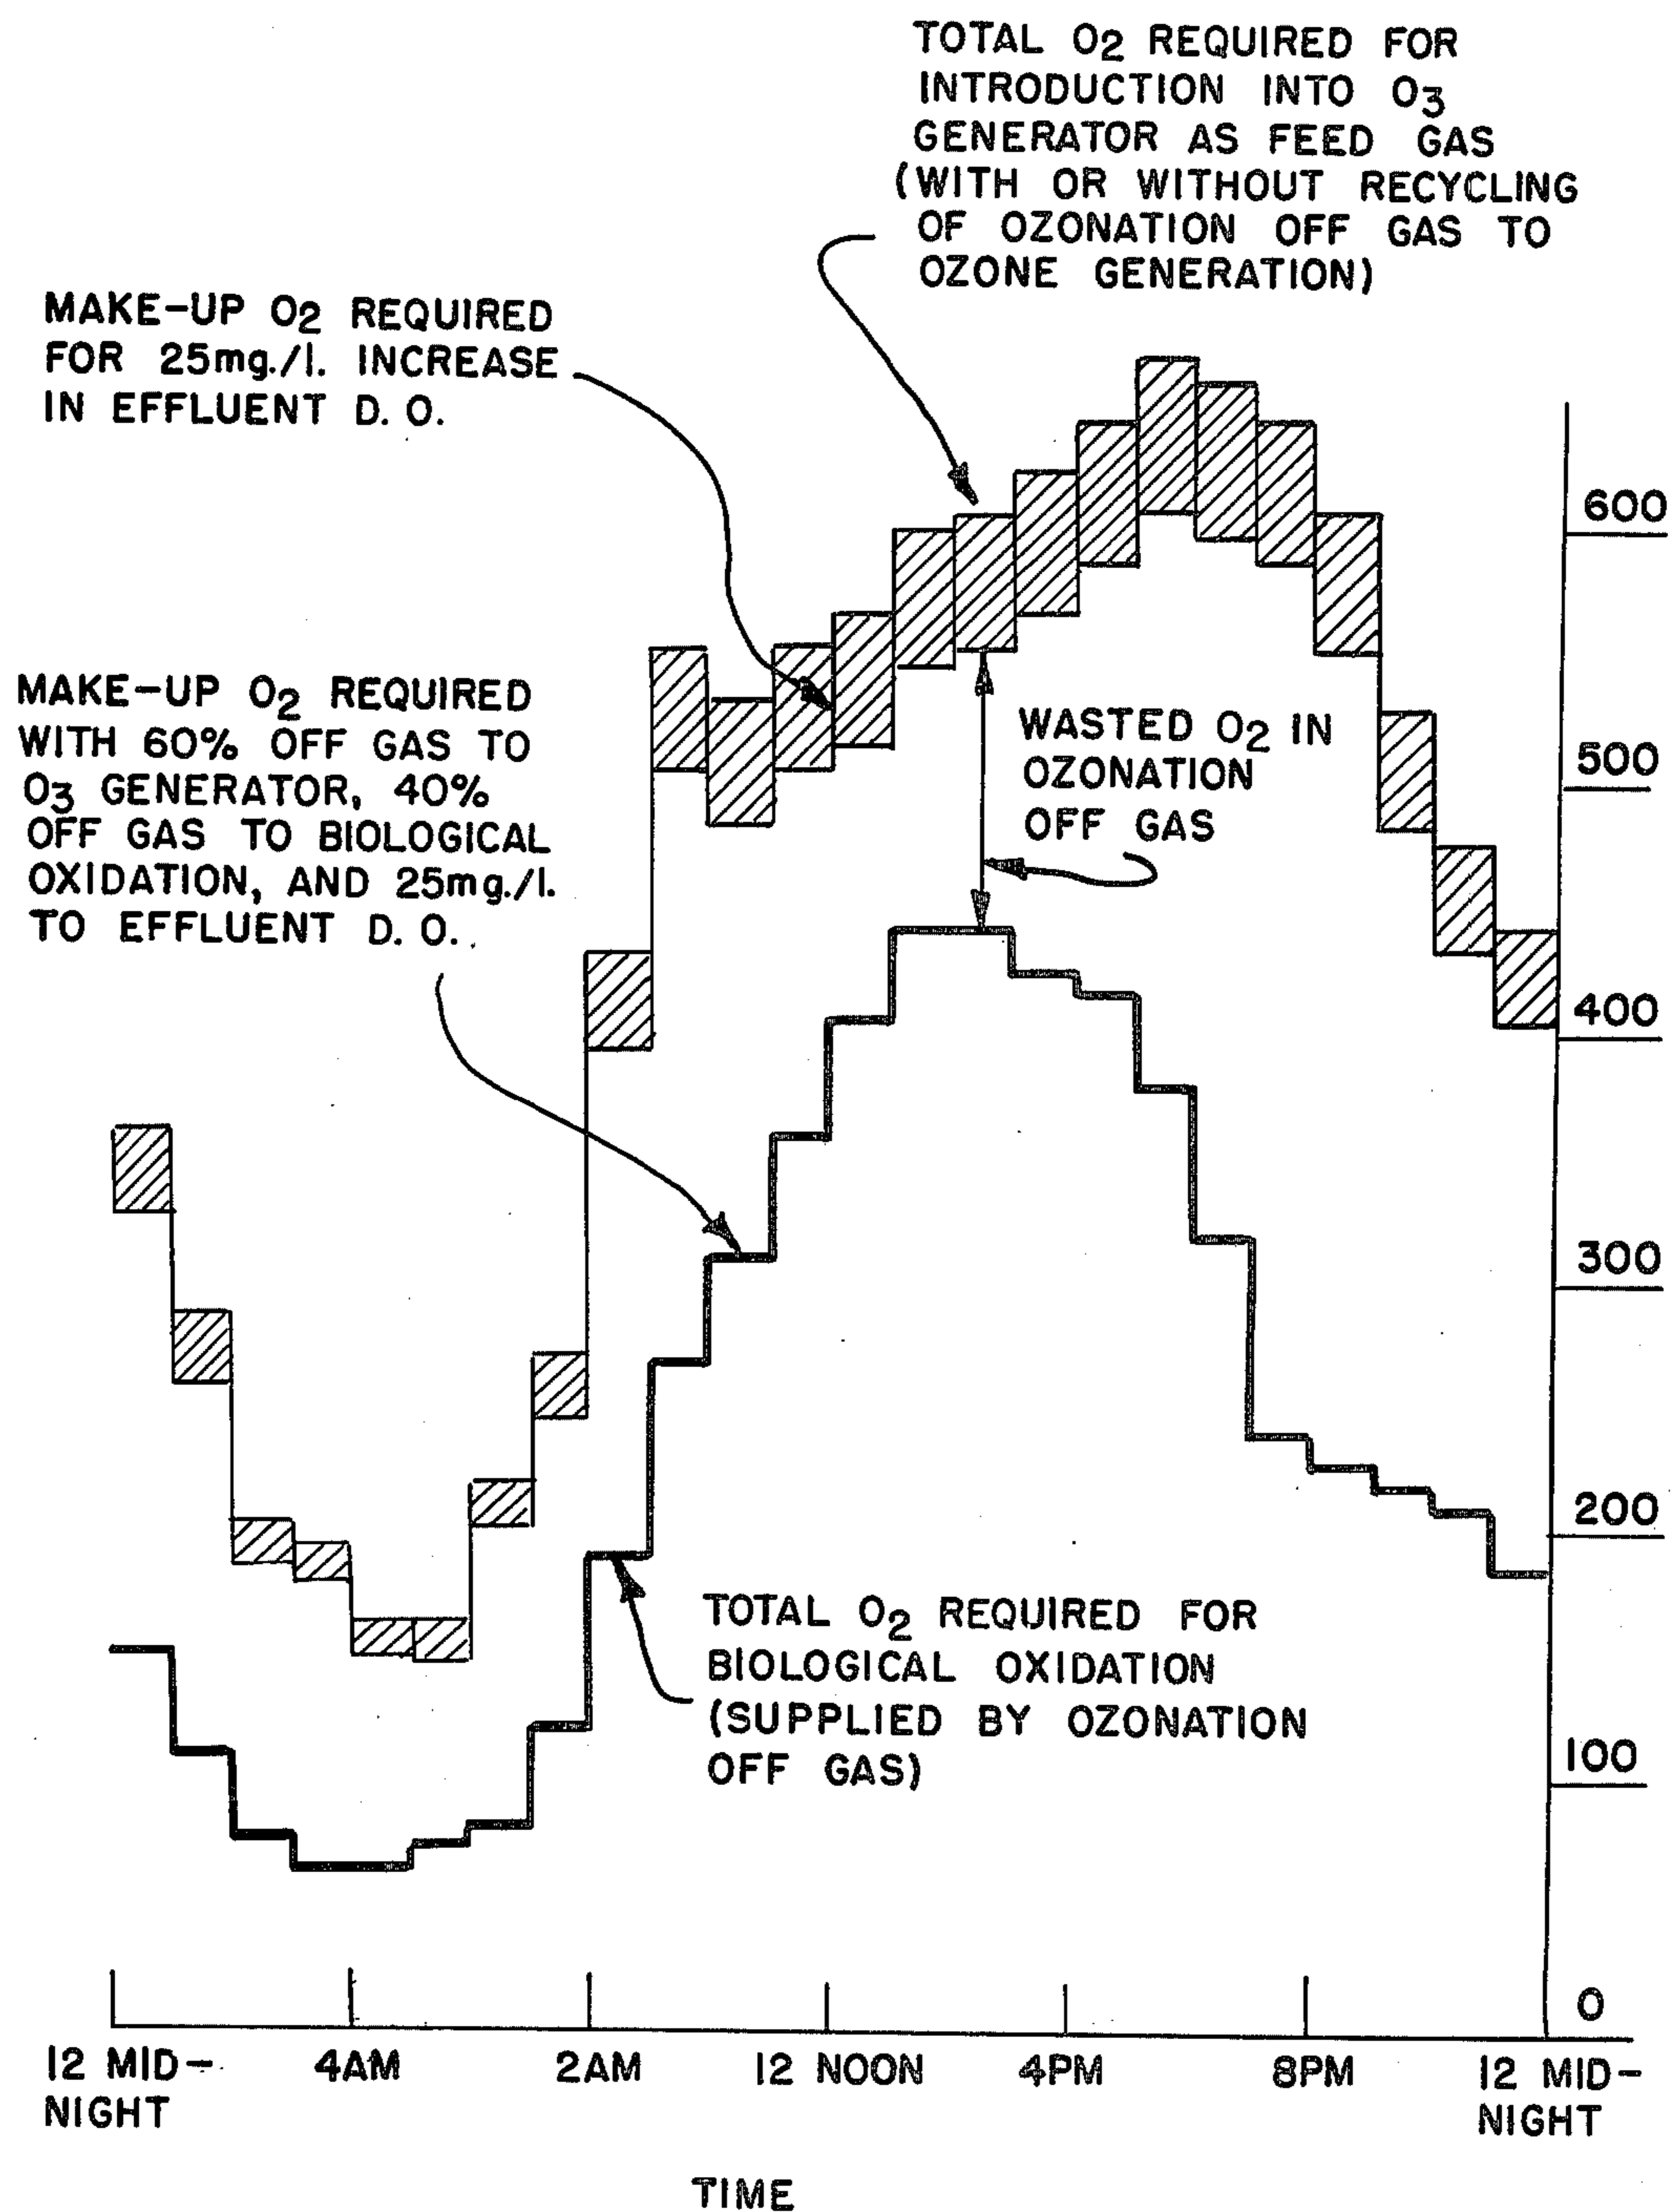 TOTAL O2 REQUIRED FOR
INTRODUCTION INTO O3
GENERATOR AS FEED GAS
(WITH OR WITHOUT RECYCLING
OF OZONATION OFF GAS TO
OZONE GENERATION)
MAKE-UP O2 REQUIRED
FOR 25mg./l. INCREASE
IN EFFLUENT D. O.
MAKE-UP O2 REQUIRED
WITH 60% OFF GAS TO
O3 GENERATOR, 40%
OFF GAS TO BIOLOGICAL
OXIDATION, AND 25mg./l.
TO EFFLUENT D. O.
WASTED O2 IN
OZONATION
OFF GAS
TOTAL O2 REQUIRED FOR
BIOLOGICAL OXIDATION
(SUPPLIED BY OZONATION
OFF GAS)
600
500
400
300
200
100
0
12 MID-
NIGHT
4AM
2AM
12 NOON
4PM
8PM
12 MID-
NIGHT
TIME